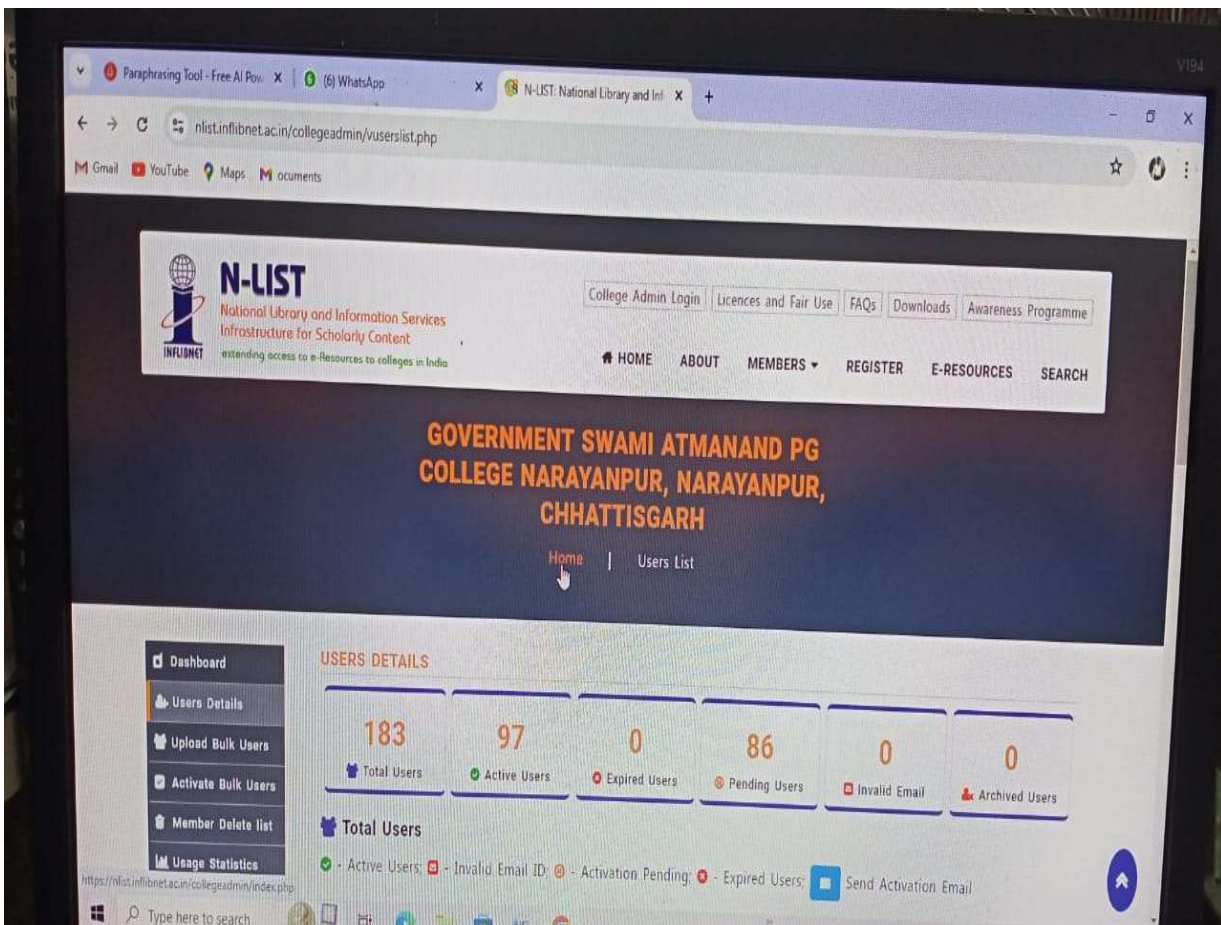 V194
Paraphrasing Tool - Free AI Pow
(6) WhatsApp
N-LIST: National Library and Inf
nlist.inflibnet.ac.in/collegeadmin/vuserslist.php
Gmail YouTube Maps ocuments
INFLIBNET
N-LIST
National Library and Information Services
Infrastructure for Scholarly Content
extending access to e-Resources to colleges in India
College Admin Login Licences and Fair Use FAQs Downloads Awareness Programme
HOME ABOUT MEMBERS REGISTER E-RESOURCES SEARCH
GOVERNMENT SWAMI ATMANAND PG
COLLEGE NARAYANPUR, NARAYANPUR,
CHHATTISGARH
Home | Users List
Dashboard
Users Details
Upload Bulk Users
Activate Bulk Users
Member Delete list
Usage Statistics
USERS DETAILS
183
Total Users
97
Active Users
0
Expired Users
86
Pending Users
0
Invalid Email
0
Archived Users
Total Users
- Active Users; - Invalid Email ID; - Activation Pending; - Expired Users; Send Activation Email
https://nlist.inflibnet.ac.in/collegeadmin/index.php
Type here to search